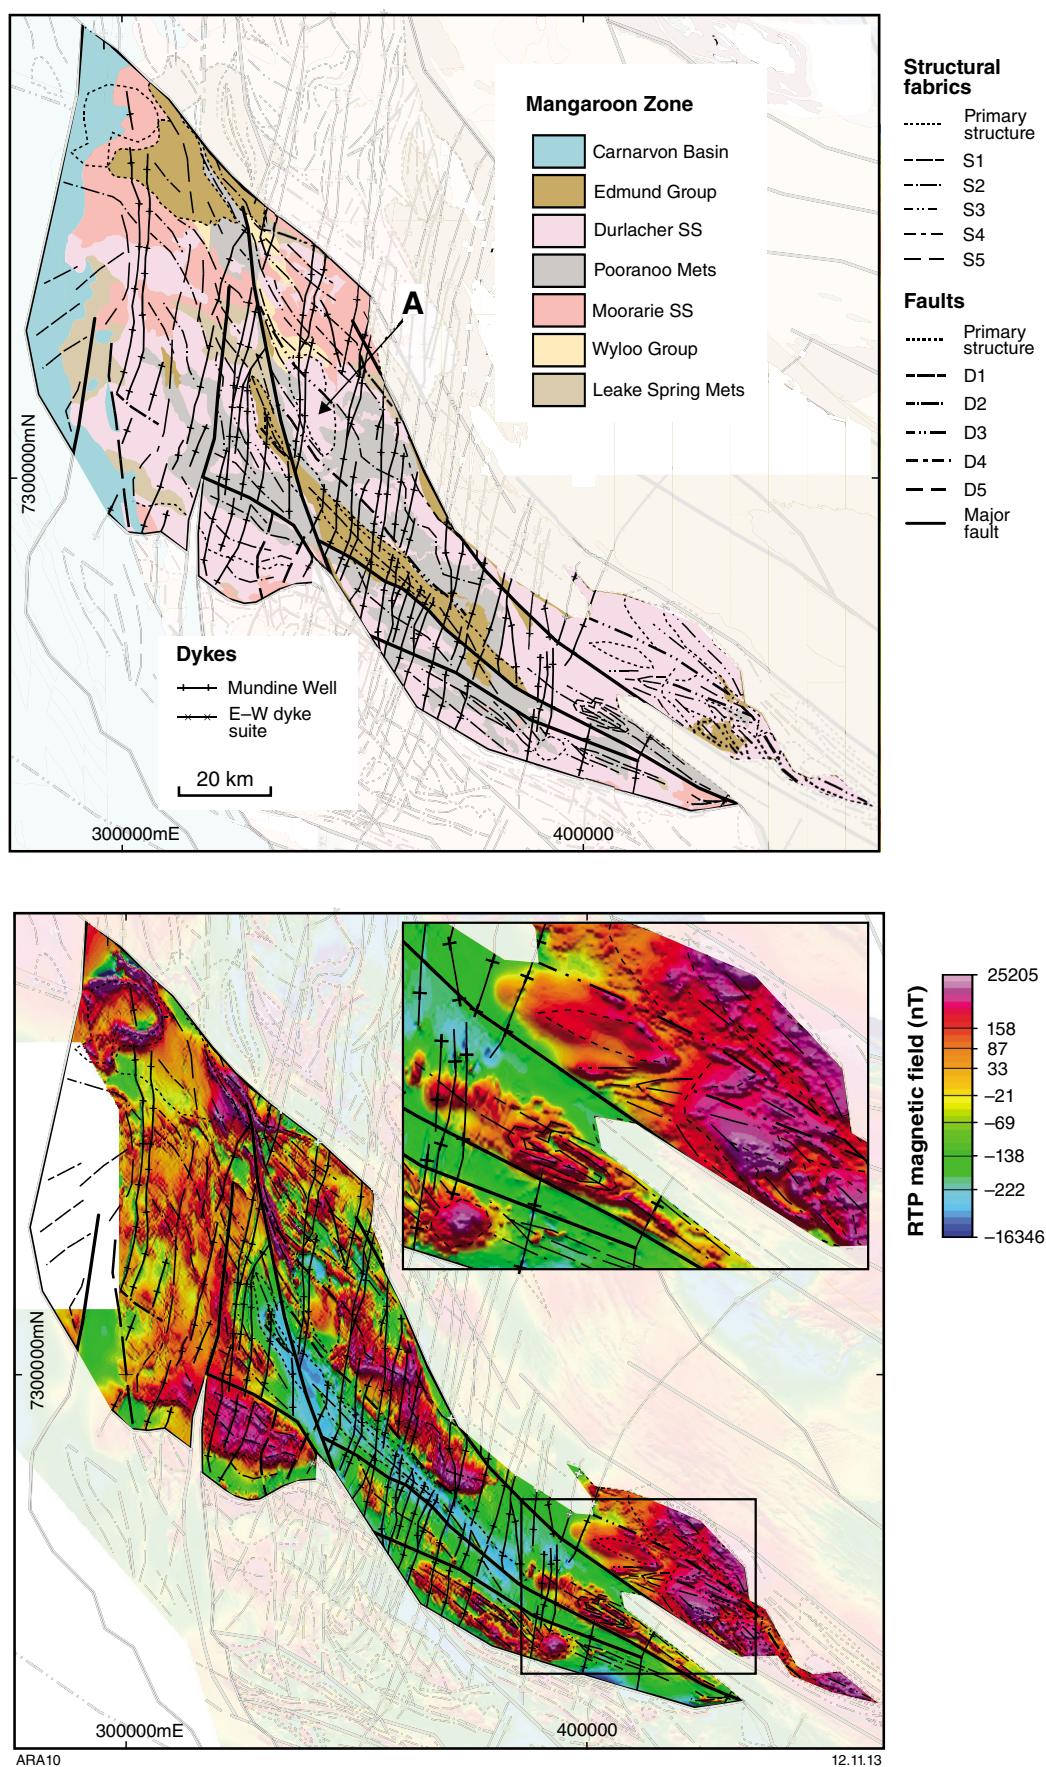 Mangaroon Zone
Carnarvon Basin
Edmund Group
Durlacher SS
Pooranoo Mets
Moorarie SS
Wyloo Group
Leake Spring Mets
A
7300000mN
Dykes
Mundine Well
E–W dyke
suite
20 km
300000mE
400000
Structural
fabrics
Primary
structure
S1
S2
S3
S4
S5
Faults
Primary
structure
D1
D2
D3
D4
D5
Major
fault
7300000mN
300000mE
400000
RTP magnetic field (nT)
25205
158
87
33
–21
–69
–138
–222
–16346
ARA10
12.11.13